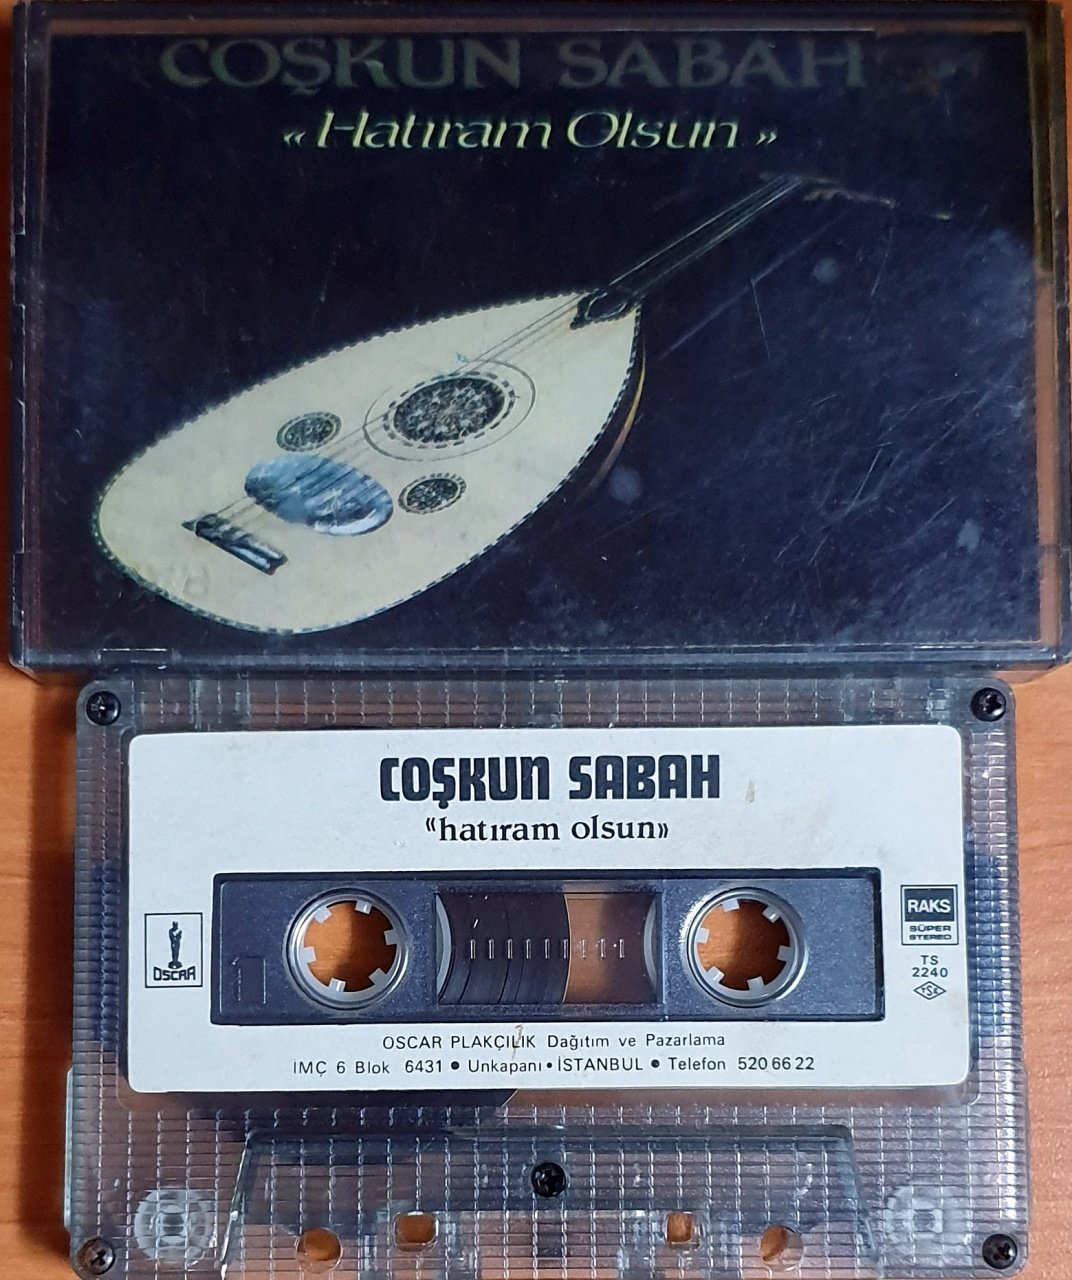 COŞKUN SABAH
« Hatıram Olsun »
COŞKUN SABAH
«hatıram olsun»
OSCAR
RAKS
SÜPER
STEREO
TS
2240
TSE
1
OSCAR PLAKÇILIK Dağıtım ve Pazarlama
İMÇ 6 Blok 6431 • Unkapanı • İSTANBUL • Telefon 520 66 22